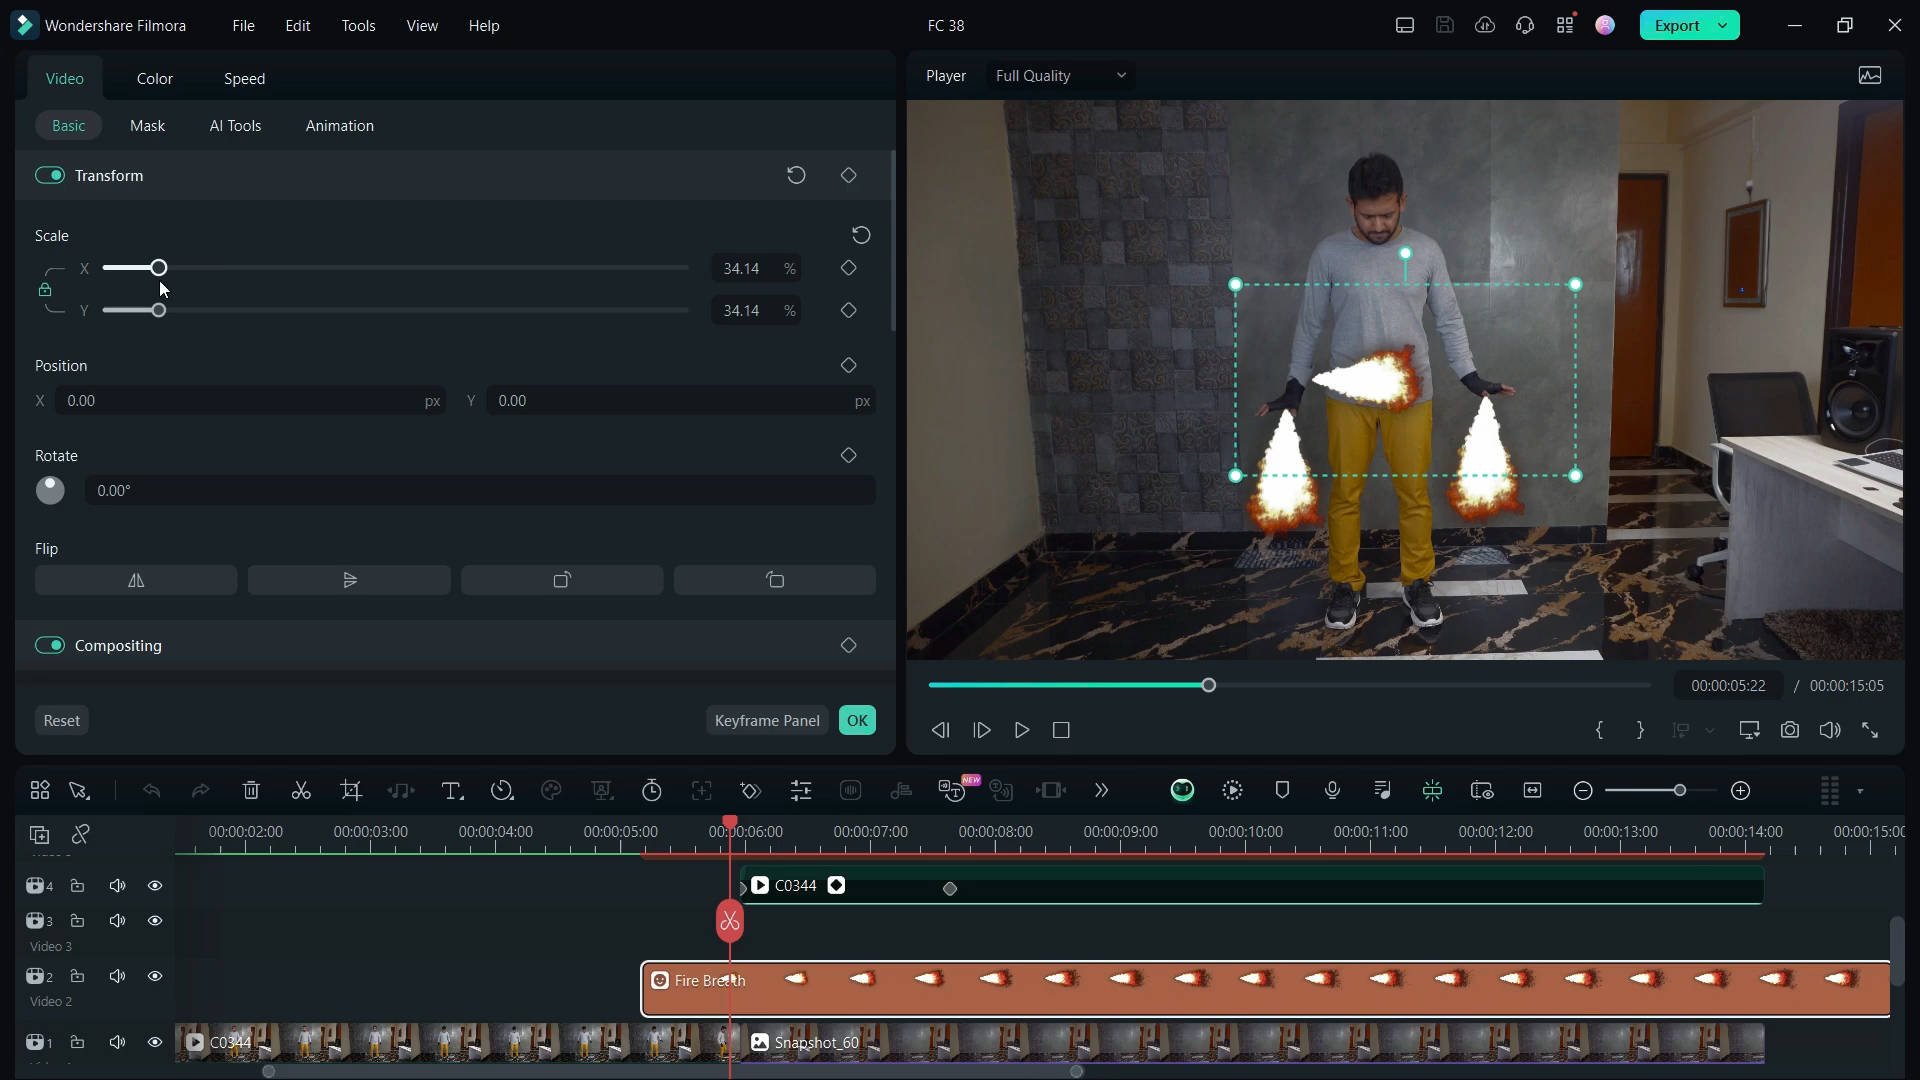 Wondershare Filmora File Edit Tools View Help FC 38 Export
Video Color Speed
Player Full Quality
Basic Mask AI Tools Animation
Transform
Scale
X 34.14 %
Y 34.14 %
Position
X 0.00 px Y 0.00 px
Rotate
0.00°
Flip
Compositing
00:00:05:22 / 00:00:15:05
Reset Keyframe Panel OK
NEW
00:00:02:00 00:00:03:00 00:00:04:00 00:00:05:00 00:00:06:00 00:00:07:00 00:00:08:00 00:00:09:00 00:00:10:00 00:00:11:00 00:00:12:00 00:00:13:00 00:00:14:00 00:00:15:00
4 C0344
3
Video 3
2 Fire Breath
Video 2
1 C0344 Snapshot_60